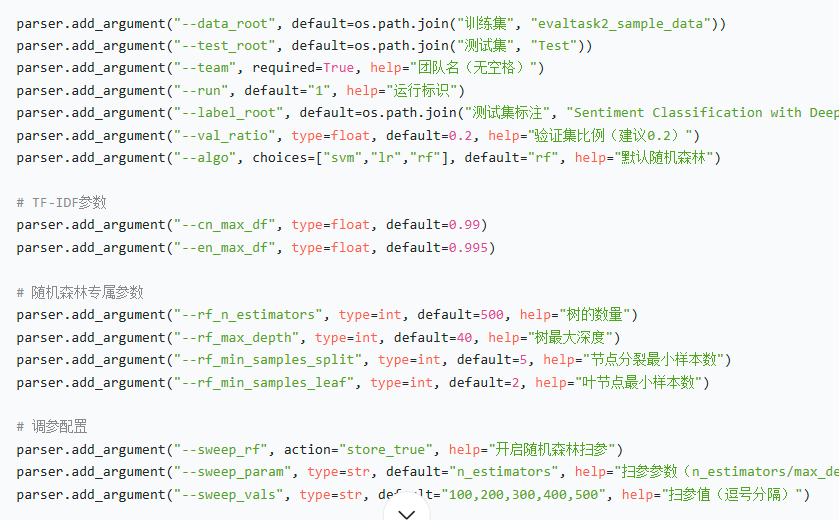 parser.add_argument("--data_root", default=os.path.join("训练集", "evaltask2_sample_data"))
parser.add_argument("--test_root", default=os.path.join("测试集", "Test"))
parser.add_argument("--team", required=True, help="团队名（无空格）")
parser.add_argument("--run", default="1", help="运行标识")
parser.add_argument("--label_root", default=os.path.join("测试集标注", "Sentiment Classification with Deep
parser.add_argument("--val_ratio", type=float, default=0.2, help="验证集比例（建议0.2）")
parser.add_argument("--algo", choices=["svm","lr","rf"], default="rf", help="默认随机森林")
# TF-IDF参数
parser.add_argument("--cn_max_df", type=float, default=0.99)
parser.add_argument("--en_max_df", type=float, default=0.995)
# 随机森林专属参数
parser.add_argument("--rf_n_estimators", type=int, default=500, help="树的数量")
parser.add_argument("--rf_max_depth", type=int, default=40, help="树最大深度")
parser.add_argument("--rf_min_samples_split", type=int, default=5, help="节点分裂最小样本数")
parser.add_argument("--rf_min_samples_leaf", type=int, default=2, help="叶节点最小样本数")
# 调参配置
parser.add_argument("--sweep_rf", action="store_true", help="开启随机森林扫参")
parser.add_argument("--sweep_param", type=str, default="n_estimators", help="扫参参数（n_estimators/max_de
parser.add_argument("--sweep_vals", type=str, default="100,200,300,400,500", help="扫参值（逗号分隔）")